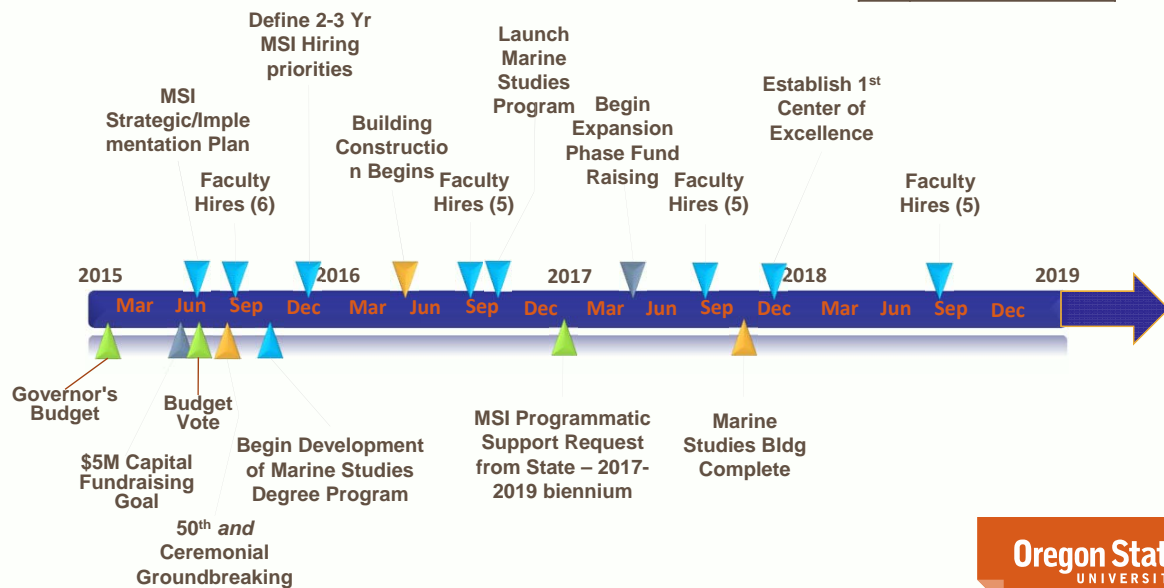 Define 2-3 Yr
MSI Hiring
priorities
Launch
Marine
Studies
Program
MSI
Strategic/Imple
mentation Plan
Building
Constructio
n Begins
Begin
Expansion
Phase Fund
Raising
Establish 1st
Center of
Excellence
Faculty
Hires (6)
Faculty
Hires (5)
Faculty
Hires (5)
Faculty
Hires (5)
2015 2016 2017 2018 2019
Mar Jun Sep Dec Mar Jun Sep Dec Mar Jun Sep Dec Mar Jun Sep Dec
Governor's
Budget
Budget
Vote
$5M Capital
Fundraising
Goal
50th and
Ceremonial
Groundbreaking
Begin Development
of Marine Studies
Degree Program
MSI Programmatic
Support Request
from State – 2017-
2019 biennium
Marine
Studies Bldg
Complete
Oregon Stat
UNIVERSIT